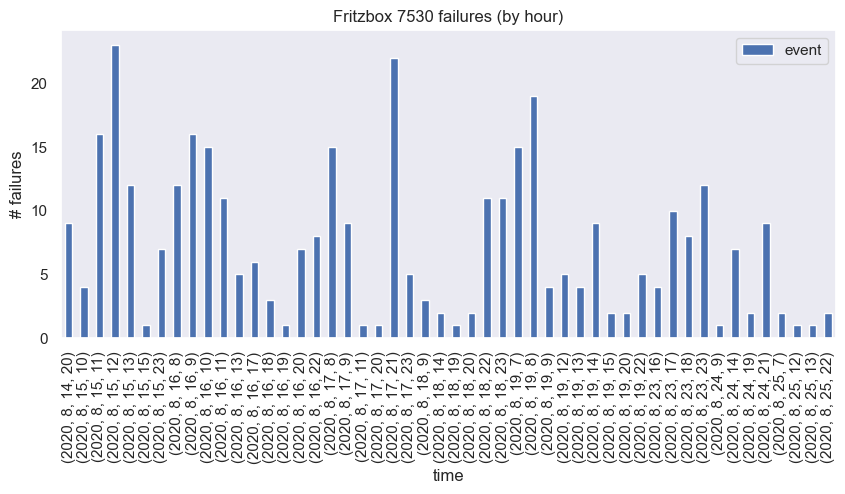 Fritzbox 7530 failures (by hour)
event
# failures
20
15
10
5
0
(2020, 8, 14, 20)
(2020, 8, 15, 10)
(2020, 8, 15, 11)
(2020, 8, 15, 12)
(2020, 8, 15, 13)
(2020, 8, 15, 15)
(2020, 8, 15, 23)
(2020, 8, 16, 8)
(2020, 8, 16, 9)
(2020, 8, 16, 10)
(2020, 8, 16, 11)
(2020, 8, 16, 13)
(2020, 8, 16, 17)
(2020, 8, 16, 18)
(2020, 8, 16, 19)
(2020, 8, 16, 20)
(2020, 8, 16, 22)
(2020, 8, 17, 8)
(2020, 8, 17, 9)
(2020, 8, 17, 11)
(2020, 8, 17, 20)
(2020, 8, 17, 21)
(2020, 8, 17, 23)
(2020, 8, 18, 9)
(2020, 8, 18, 14)
(2020, 8, 18, 19)
(2020, 8, 18, 20)
(2020, 8, 18, 22)
(2020, 8, 18, 23)
(2020, 8, 19, 7)
(2020, 8, 19, 8)
(2020, 8, 19, 9)
(2020, 8, 19, 12)
(2020, 8, 19, 13)
(2020, 8, 19, 14)
(2020, 8, 19, 15)
(2020, 8, 19, 20)
(2020, 8, 19, 22)
(2020, 8, 23, 16)
(2020, 8, 23, 17)
(2020, 8, 23, 18)
(2020, 8, 23, 23)
(2020, 8, 24, 9)
(2020, 8, 24, 14)
(2020, 8, 24, 19)
(2020, 8, 24, 21)
(2020, 8, 25, 7)
(2020, 8, 25, 12)
(2020, 8, 25, 13)
(2020, 8, 25, 22)
time